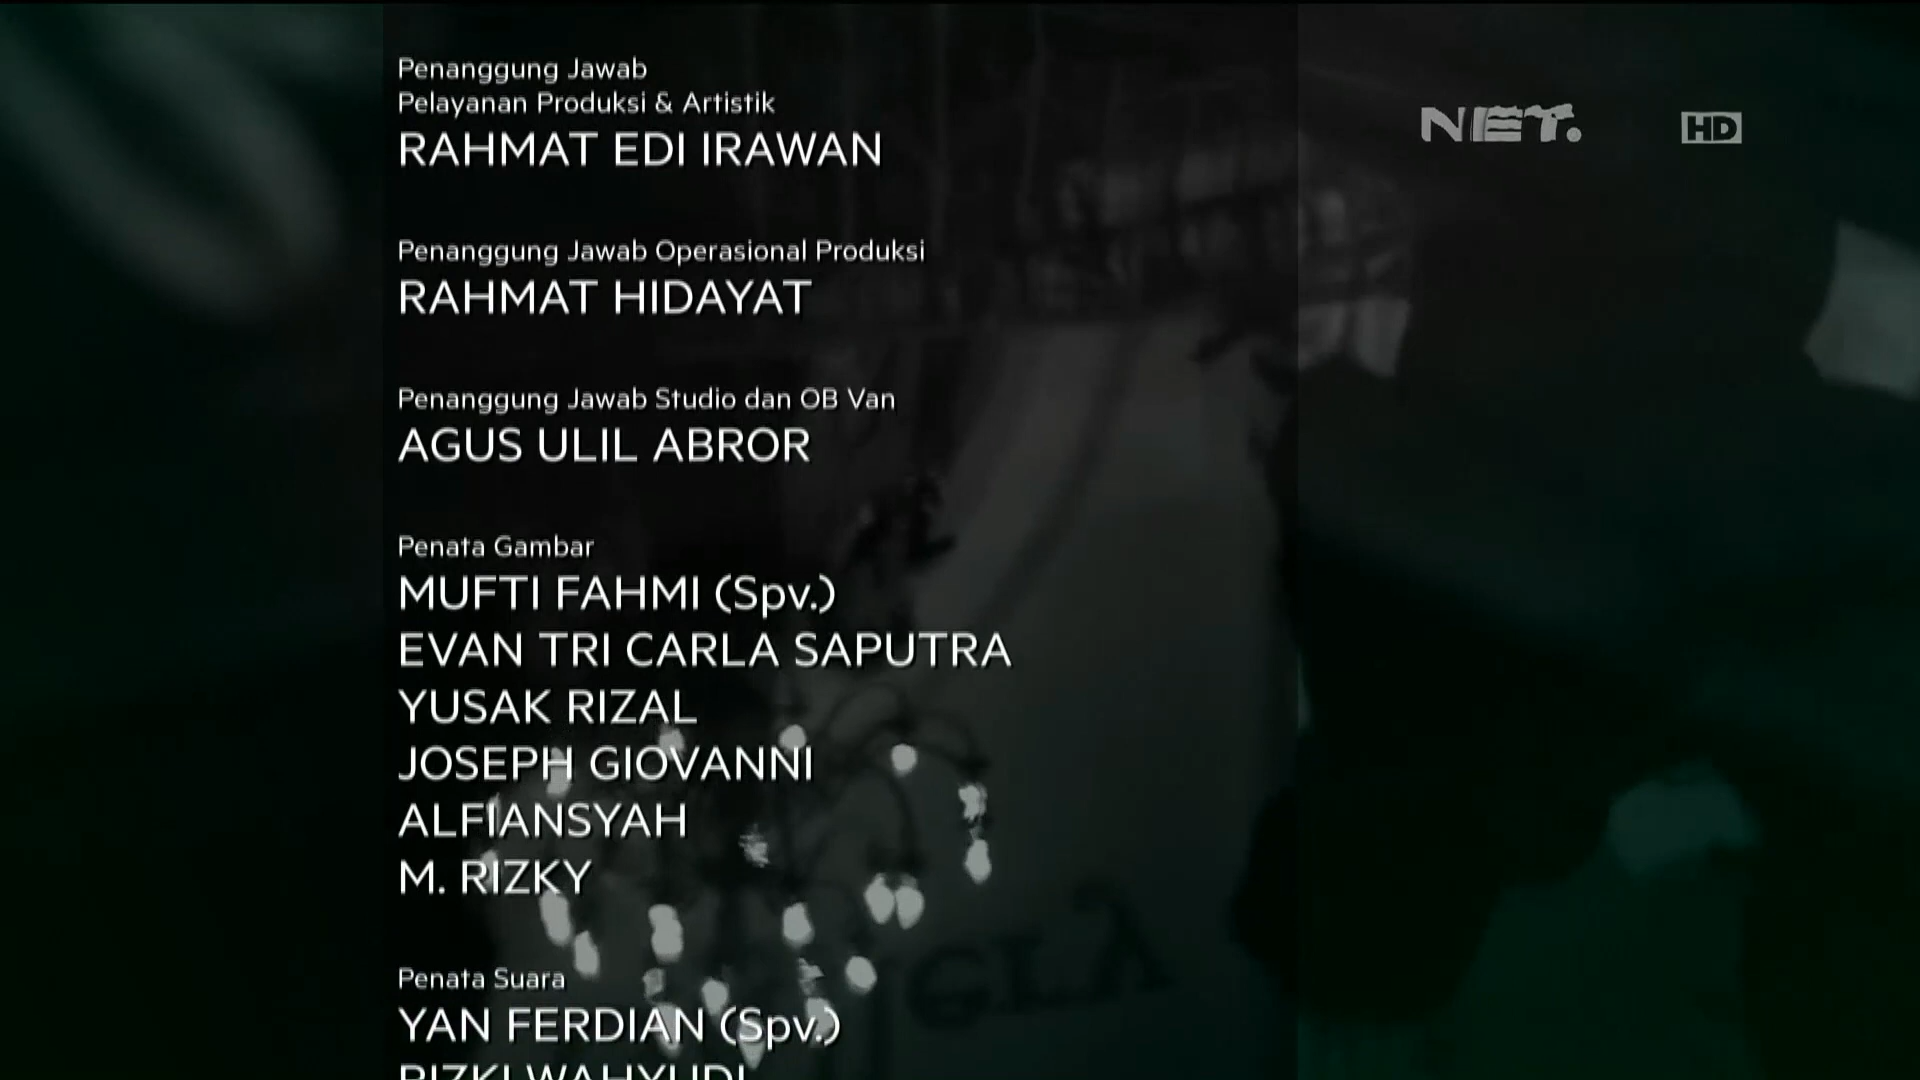 Penanggung Jawab
Pelayanan Produksi & Artistik
RAHMAT EDI IRAWAN
NET.
HD
Penanggung Jawab Operasional Produksi
RAHMAT HIDAYAT
Penanggung Jawab Studio dan OB Van
AGUS ULIL ABROR
Penata Gambar
MUFTI FAHMI (Spv.)
EVAN TRI CARLA SAPUTRA
YUSAK RIZAL
JOSEPH GIOVANNI
ALFIANSYAH
M. RIZKY
Penata Suara
YAN FERDIAN (Spv.)
RIZKI WAHYUDI